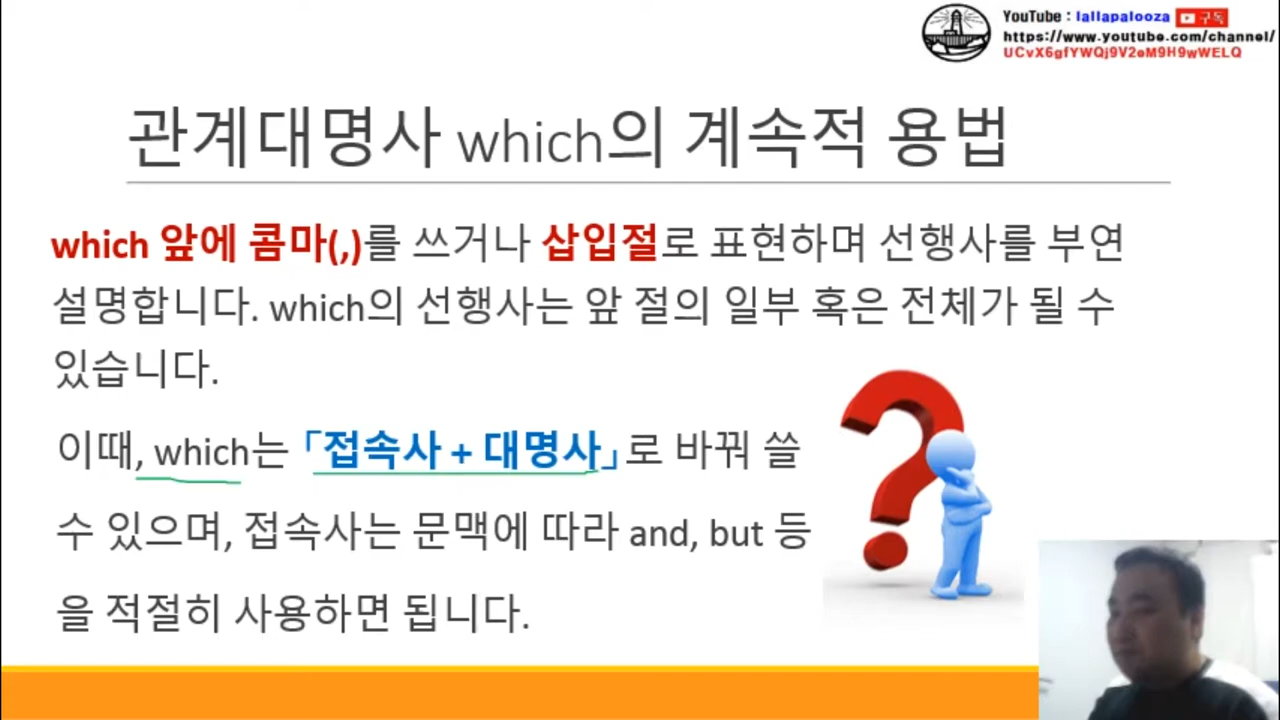 YouTube : lallapalooza 구독
https://www.youtube.com/channel/
UCvX6gfYWQj9V2eM9H9wWELQ
관계대명사 which의 계속적 용법
which 앞에 콤마(,)를 쓰거나 삽입절로 표현하며 선행사를 부연
설명합니다. which의 선행사는 앞 절의 일부 혹은 전체가 될 수
있습니다.
이때, which는 「접속사 + 대명사」로 바꿔 쓸
수 있으며, 접속사는 문맥에 따라 and, but 등
을 적절히 사용하면 됩니다.